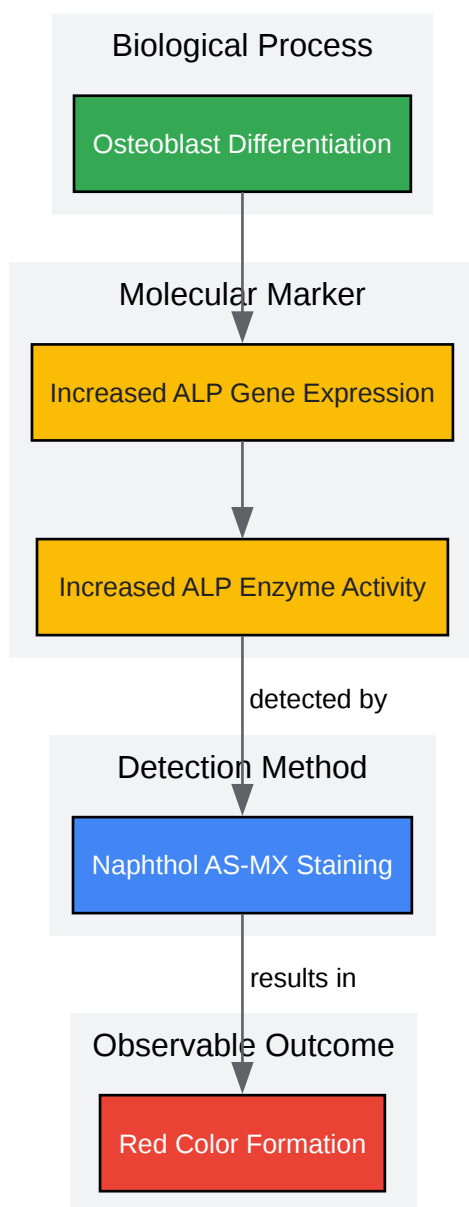 Biological Process
Osteoblast Differentiation
Molecular Marker
Increased ALP Gene Expression
Increased ALP Enzyme Activity
detected by
Detection Method
Naphthol AS-MX Staining
results in
Observable Outcome
Red Color Formation